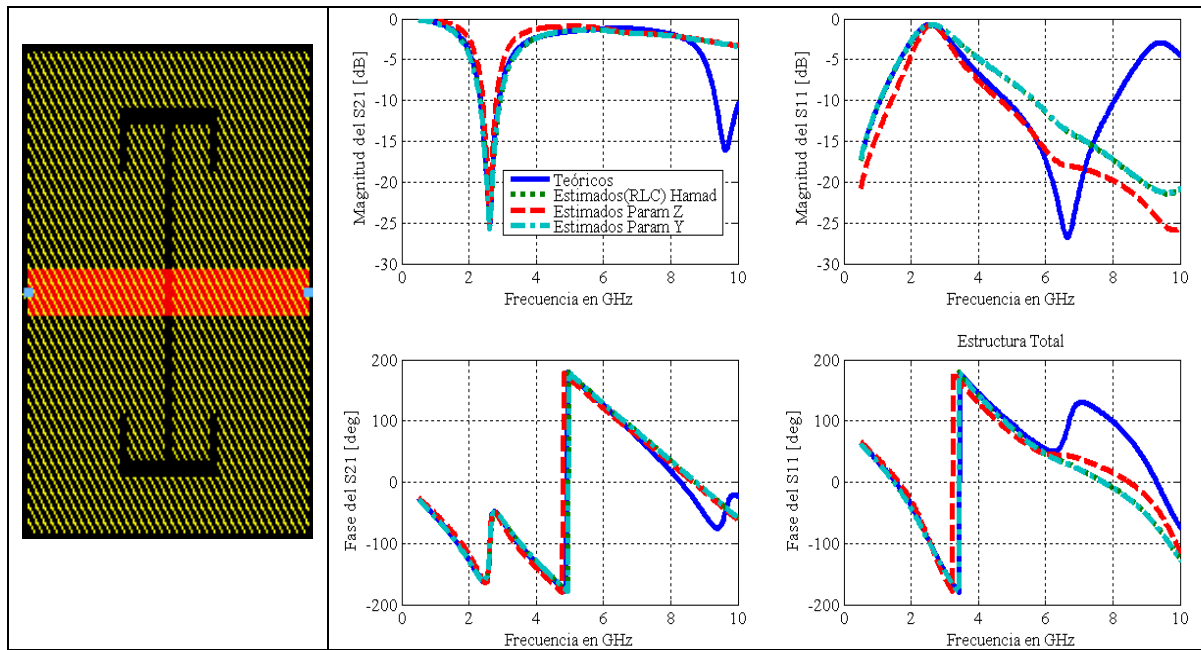 Magnitud del S21 [dB]
0
-5
-10
-15
-20
-25
-30
0 2 4 6 8 10
Frecuencia en GHz
Teóricos
Estimados(RLC) Hamad
Estimados Param Z
Estimados Param Y
Magnitud del S11 [dB]
0
-5
-10
-15
-20
-25
-30
0 2 4 6 8 10
Frecuencia en GHz
Fase del S21 [deg]
200
100
0
-100
-200
0 2 4 6 8 10
Frecuencia en GHz
Estructura Total
Fase del S11 [deg]
200
100
0
-100
-200
0 2 4 6 8 10
Frecuencia en GHz